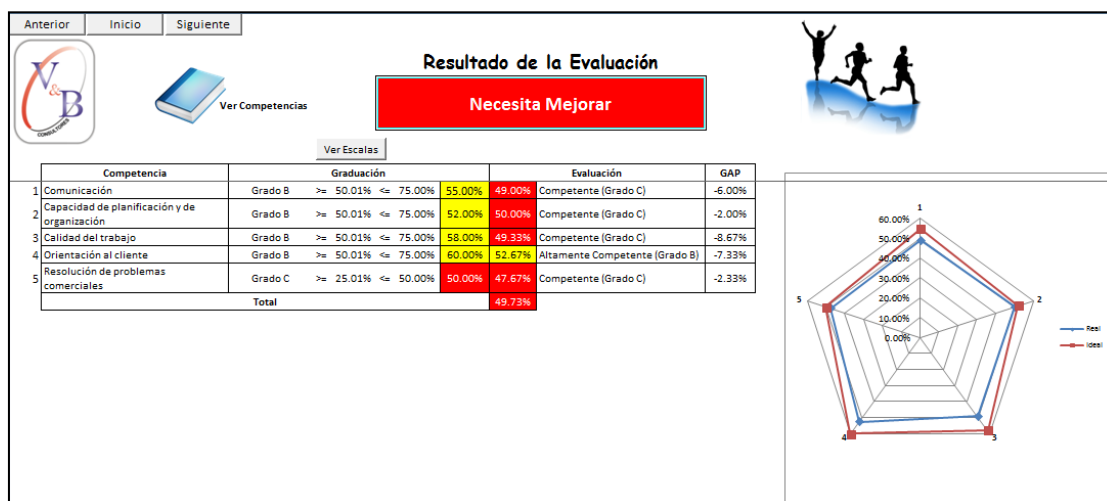 Anterior Inicio Siguiente
V&B
CONSULTORES
Ver Competencias
Resultado de la Evaluación
Necesita Mejorar
Ver Escalas
Competencia Graduación Evaluación GAP
1 Comunicación Grado B >= 50.01% <= 75.00% 55.00% 49.00% Competente (Grado C) -6.00%
2 Capacidad de planificación y de
organización Grado B >= 50.01% <= 75.00% 52.00% 50.00% Competente (Grado C) -2.00%
3 Calidad del trabajo Grado B >= 50.01% <= 75.00% 58.00% 49.33% Competente (Grado C) -8.67%
4 Orientación al cliente Grado B >= 50.01% <= 75.00% 60.00% 52.67% Altamente Competente (Grado B) -7.33%
5 Resolución de problemas
comerciales Grado C >= 25.01% <= 50.00% 50.00% 47.67% Competente (Grado C) -2.33%
Total 49.73%
1
60.00%
50.00%
40.00%
30.00%
20.00%
10.00%
0.00%
5
2
4
3
Real
Ideal